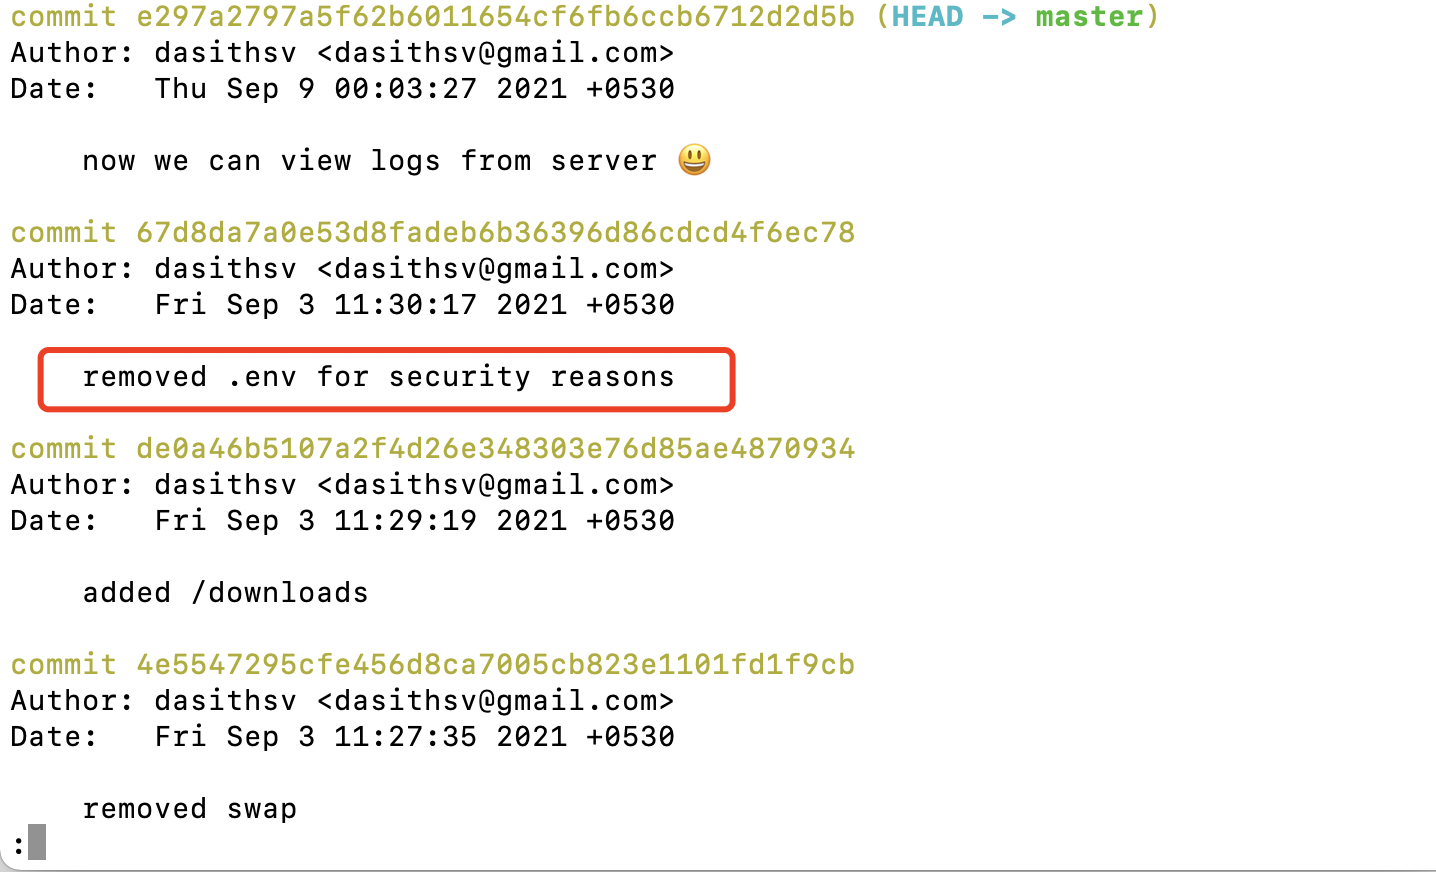 commit e297a2797a5f62b6011654cf6fb6ccb6712d2d5b (HEAD -> master)
Author: dasithsv <dasithsv@gmail.com>
Date:   Thu Sep 9 00:03:27 2021 +0530
now we can view logs from server 😃
commit 67d8da7a0e53d8fadeb6b36396d86cdcd4f6ec78
Author: dasithsv <dasithsv@gmail.com>
Date:   Fri Sep 3 11:30:17 2021 +0530
removed .env for security reasons
commit de0a46b5107a2f4d26e348303e76d85ae4870934
Author: dasithsv <dasithsv@gmail.com>
Date:   Fri Sep 3 11:29:19 2021 +0530
added /downloads
commit 4e5547295cfe456d8ca7005cb823e1101fd1f9cb
Author: dasithsv <dasithsv@gmail.com>
Date:   Fri Sep 3 11:27:35 2021 +0530
removed swap
: